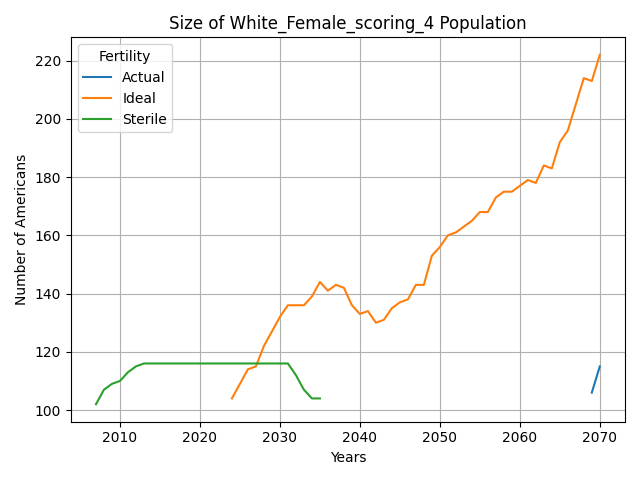 Size of White_Female_scoring_4 Population
Fertility
Actual
Ideal
Sterile
Number of Americans
220
200
180
160
140
120
100
2010 2020 2030 2040 2050 2060 2070
Years